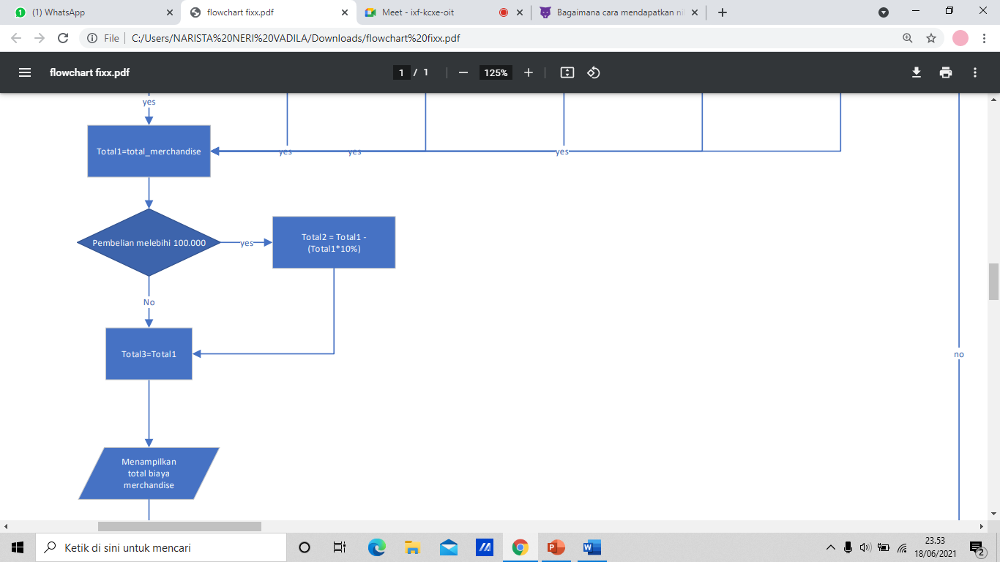 (1) WhatsApp
flowchart fixx.pdf
Meet - ixf-kcxe-oit
Bagaimana cara mendapatkan ni
File
C:/Users/NARISTA%20NERI%20VADILA/Downloads/flowchart%20fixx.pdf
flowchart fixx.pdf
1 / 1
125%
yes
Total1=total_merchandise
yes
yes
yes
Pembelian melebihi 100.000
yes
Total2 = Total1 -
(Total1*10%)
No
Total3=Total1
no
Menampilkan
total biaya
merchandise
Ketik di sini untuk mencari
23.53
18/06/2021
2